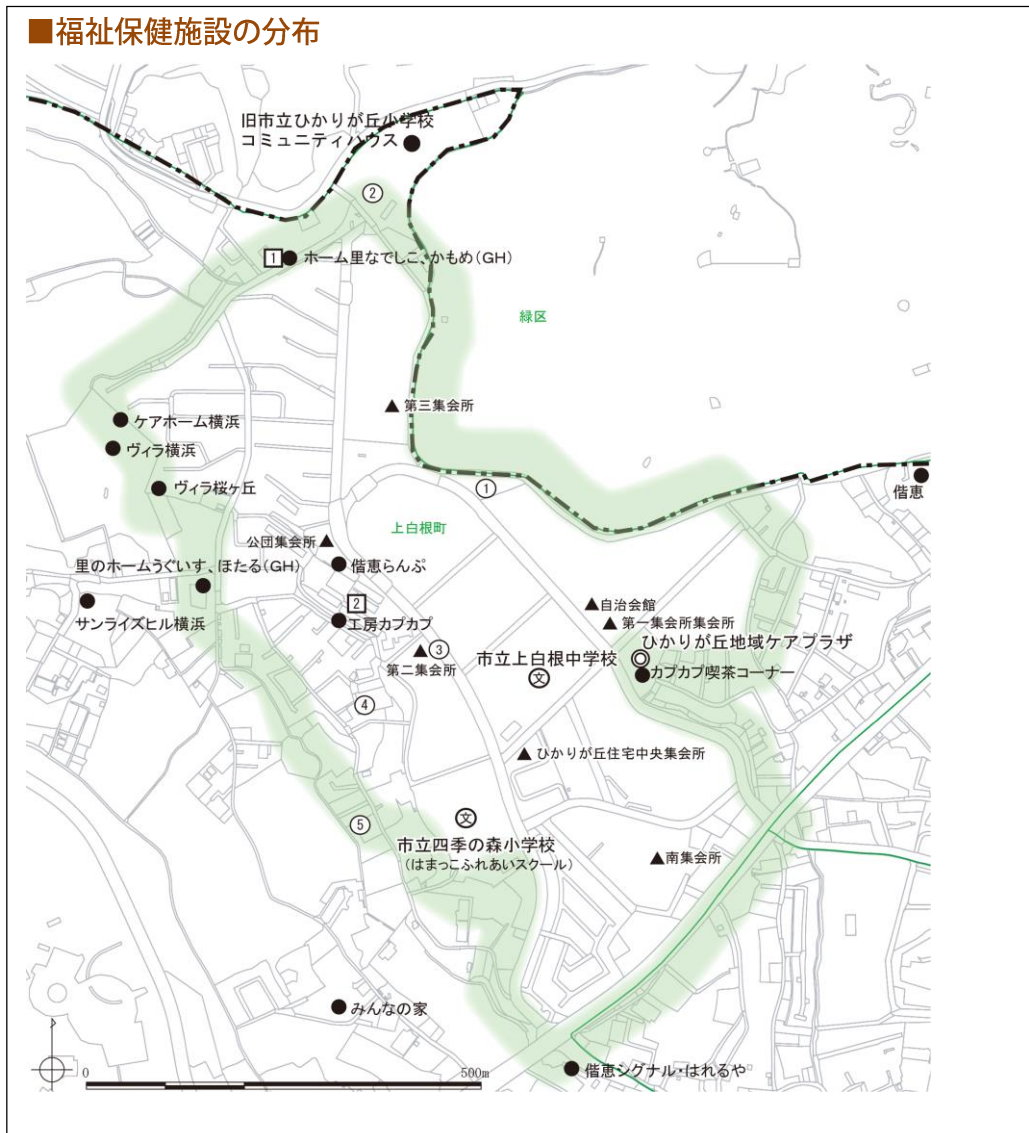 ■福祉保健施設の分布
旧市立ひかりが丘小学校
コミュニティハウス
②
1
ホーム里なでしこ、かもめ(GH)
緑区
第三集会所
ケアホーム横浜
ヴィラ横浜
ヴィラ桜ヶ丘
①
偕恵
上白根町
公団集会所
偕恵らんぷ
里のホームうぐいす、ほたる(GH)
サンライズヒル横浜
2
工房カプカプ
自治会館
第一集会所集会所
ひかりが丘地域ケアプラザ
カプカプ喫茶コーナー
③
第二集会所
市立上白根中学校
文
④
ひかりが丘住宅中央集会所
⑤
文
市立四季の森小学校
(はまっこふれあいスクール)
南集会所
みんなの家
偕恵シグナル・はれるや
0
500m